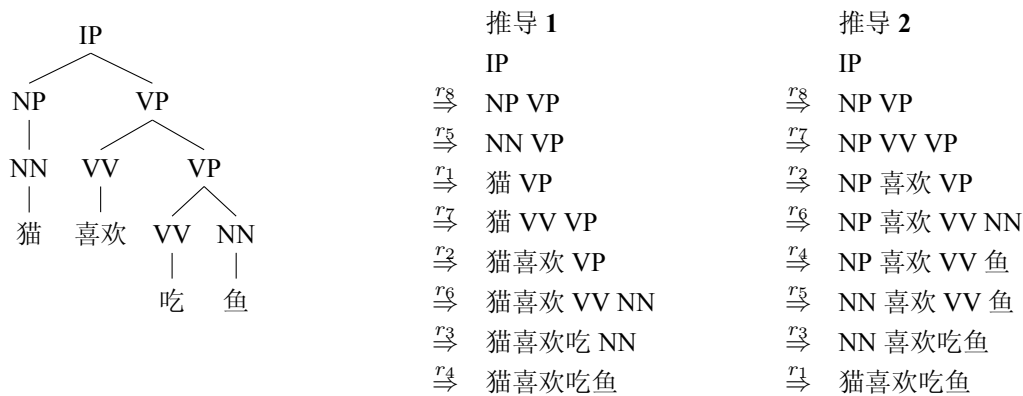 IP
NP VP
NN VV VP
猫 喜欢 VV NN
吃 鱼
推导 1
IP
r8⇒ NP VP
r5⇒ NN VP
r1⇒ 猫 VP
r7⇒ 猫 VV VP
r2⇒ 猫喜欢 VP
r6⇒ 猫喜欢 VV NN
r3⇒ 猫喜欢吃 NN
r4⇒ 猫喜欢吃鱼
推导 2
IP
r8⇒ NP VP
r7⇒ NP VV VP
r2⇒ NP 喜欢 VP
r6⇒ NP 喜欢 VV NN
r4⇒ NP 喜欢 VV 鱼
r5⇒ NN 喜欢 VV 鱼
r3⇒ NN 喜欢吃鱼
r1⇒ 猫喜欢吃鱼